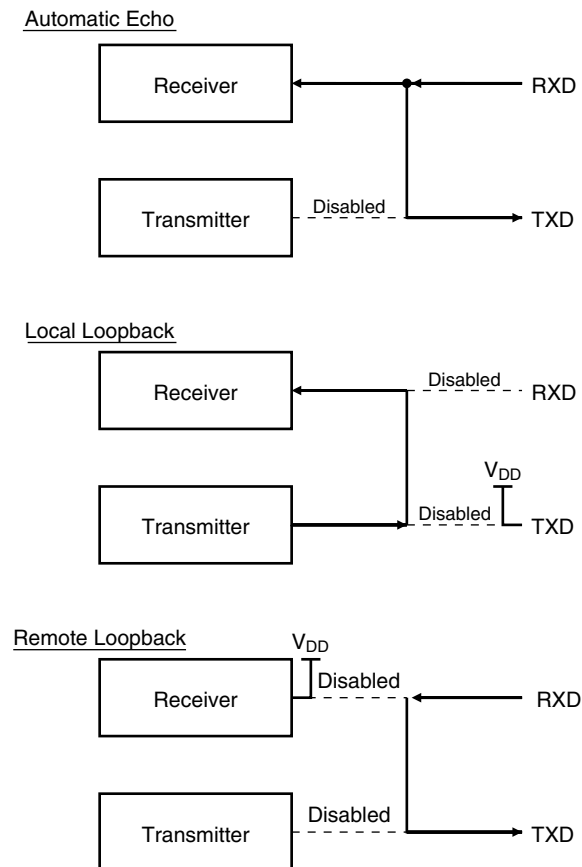 Automatic Echo
Receiver
RXD
Transmitter
Disabled
TXD
Local Loopback
Receiver
Disabled
RXD
VDD
Transmitter
Disabled
TXD
Remote Loopback
VDD
Receiver
Disabled
RXD
Transmitter
Disabled
TXD